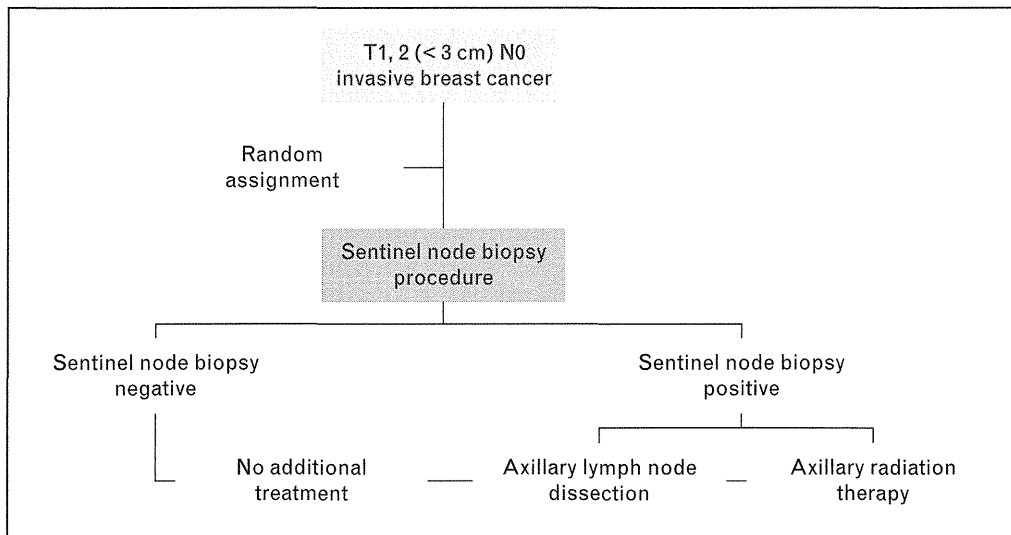 T1, 2 (< 3 cm) N0
invasive breast cancer
Random
assignment
Sentinel node biopsy
procedure
Sentinel node biopsy
negative
Sentinel node biopsy
positive
No additional
treatment
Axillary lymph node
dissection
Axillary radiation
therapy